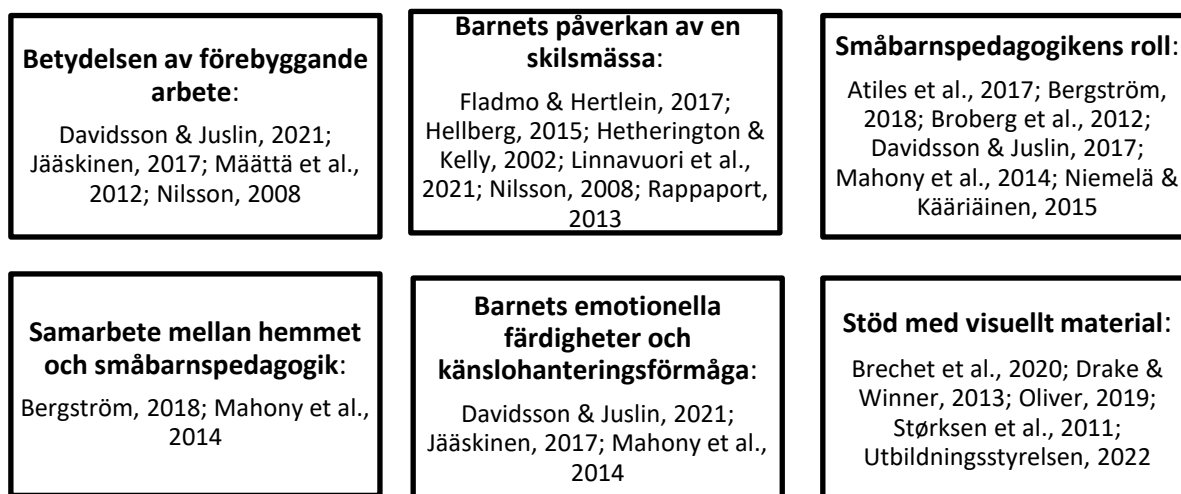 Betydelsen av förebyggande
arbete:
Davidsson & Juslin, 2021;
Jääskinen, 2017; Määttä et al.,
2012; Nilsson, 2008
Barnets påverkan av en
skilsmässa:
Fladmo & Hertlein, 2017;
Hellberg, 2015; Hetherington &
Kelly, 2002; Linnavuori et al.,
2021; Nilsson, 2008; Rappaport,
2013
Småbarnspedagogikens roll:
Atiles et al., 2017; Bergström,
2018; Broberg et al., 2012;
Davidsson & Juslin, 2017;
Mahony et al., 2014; Niemelä &
Kääriäinen, 2015
Samarbete mellan hemmet
och småbarnspedagogik:
Bergström, 2018; Mahony et al.,
2014
Barnets emotionella
färdigheter och
känslohanteringsförmåga:
Davidsson & Juslin, 2021;
Jääskinen, 2017; Mahony et al.,
2014
Stöd med visuellt material:
Brechet et al., 2020; Drake &
Winner, 2013; Oliver, 2019;
Størksen et al., 2011;
Utbildningsstyrelsen, 2022